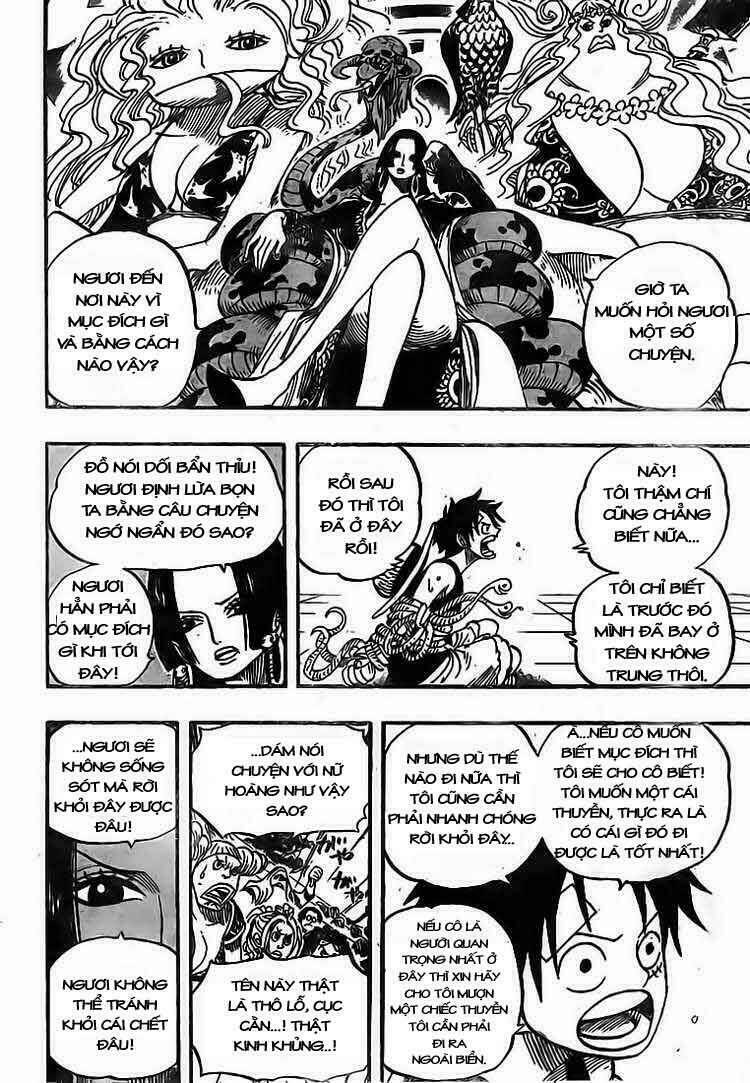 GIỜ TA
MUỐN HỎI NGƯƠI
MỘT SỐ
CHUYỆN.
NGƯƠI ĐẾN
NƠI NÀY VÌ
MỤC ĐÍCH GÌ
VÀ BẰNG CÁCH
NÀO VẬY?
NÀY!
TÔI THẬM CHÍ
CŨNG CHẲNG
BIẾT NỮA...
TÔI CHỈ BIẾT
LÀ TRƯỚC ĐÓ
MÌNH ĐÃ BAY Ở
TRÊN KHÔNG
TRUNG THÔI.
RỒI SAU
ĐÓ THÌ TÔI
ĐÃ Ở ĐÂY
RỒI!
ĐỒ NÓI DỐI BẨN THỈU!
NGƯƠI ĐỊNH LỪA BỌN
TA BẰNG CÂU CHUYỆN
NGỚ NGẨN ĐÓ SAO?
NGƯƠI
HẲN PHẢI
CÓ MỤC ĐÍCH
GÌ KHI TỚI
ĐÂY!
À...NẾU CÔ MUỐN
BIẾT MỤC ĐÍCH THÌ
TÔI SẼ CHO CÔ BIẾT!
TÔI MUỐN MỘT CÁI
THUYỀN, THỰC RA LÀ
CÓ CÁI GÌ ĐÓ ĐI
ĐƯỢC LÀ TỐT NHẤT!
NHƯNG DÙ THẾ
NÀO ĐI NỮA THÌ
TÔI CŨNG CẦN
PHẢI NHANH CHÓNG
RỜI KHỎI ĐÂY..
NẾU CÔ LÀ
NGƯỜI QUAN
TRỌNG NHẤT Ở
ĐÂY THÌ XIN HÃY
CHO TÔI MƯỢN
MỘT CHIẾC THUYỀN
TÔI CẦN PHẢI
ĐI RA
NGOÀI BIỂN.
...DÁM NÓI
CHUYỆN VỚI NỮ
HOÀNG NHƯ VẬY
SAO?
TÊN NÀY THẬT
LÀ THÔ LỖ, CỤC
CẰN...! THẬT
KINH KHỦNG..!
...NGƯƠI SẼ
KHÔNG SỐNG
SÓT MÀ RỜI
KHỎI ĐÂY ĐƯỢC
ĐÂU!
NGƯƠI KHÔNG
THỂ TRÁNH
KHỎI CÁI CHẾT
ĐÂU!